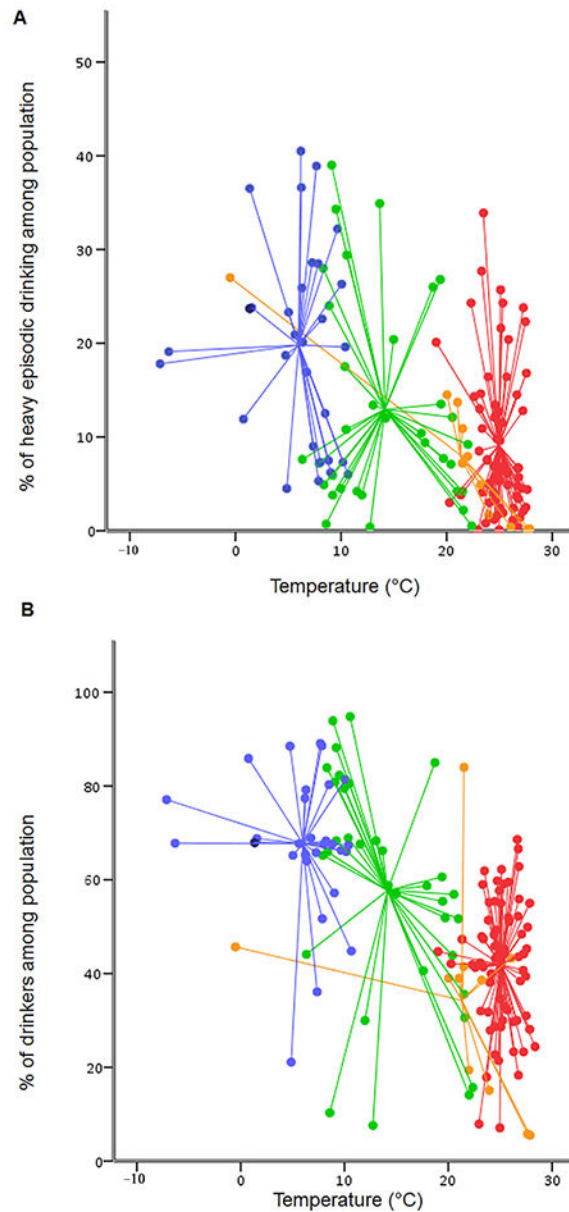 A
% of heavy episodic drinking among population
50
40
30
20
10
0
−10 0 10 20 30
Temperature (°C)
B
% of drinkers among population
100
80
60
40
20
0
−10 0 10 20 30
Temperature (°C)